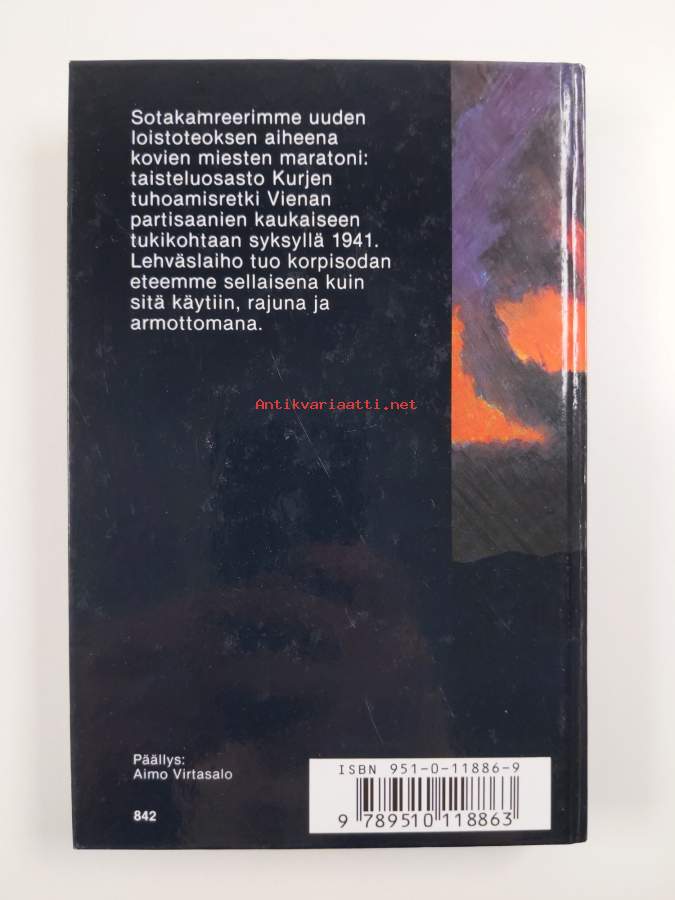 Sotakamreerimme uuden
loistoteoksen aiheena
kovien miesten maratoni:
taisteluosasto Kurjen
tuhoamisretki Vienan
partisaanien kaukaiseen
tukikohtaan syksyllä 1941.
Lehväslaiho tuo korpisodan
eteemme sellaisena kuin
sitä käytiin, rajuna ja
armottomana.
Antikvariaatti.net
Päällys:
Aimo Virtasalo
842
ISBN 951-0-11886-9
9 789510 118863